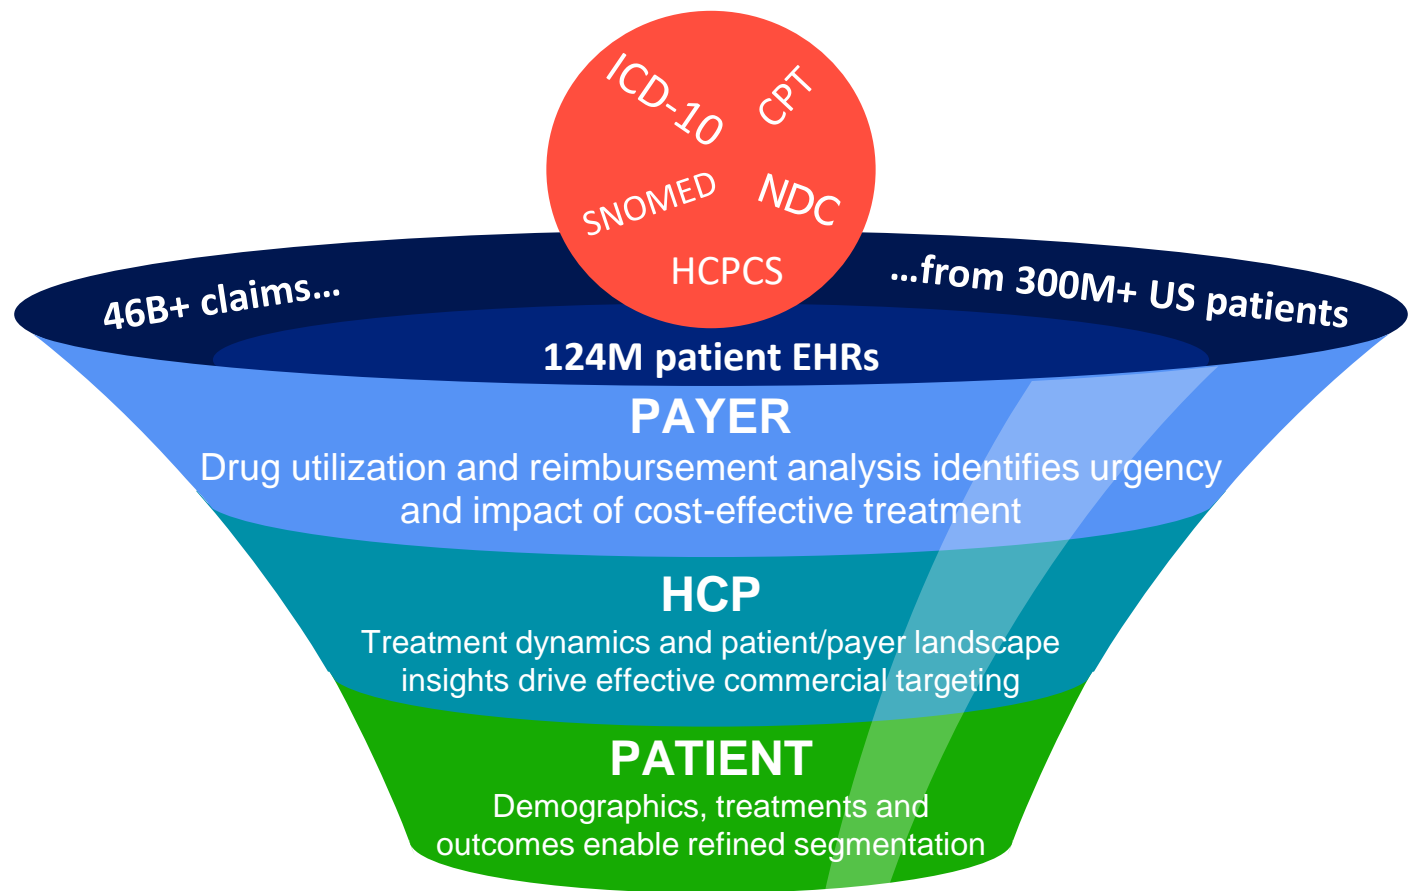 ICD-10
CPT
SNOMED
NDC
HCPCS
46B+ claims…
…from 300M+ US patients
124M patient EHRs
PAYER
Drug utilization and reimbursement analysis identifies urgency
and impact of cost-effective treatment
HCP
Treatment dynamics and patient/payer landscape
insights drive effective commercial targeting
PATIENT
Demographics, treatments and
outcomes enable refined segmentation